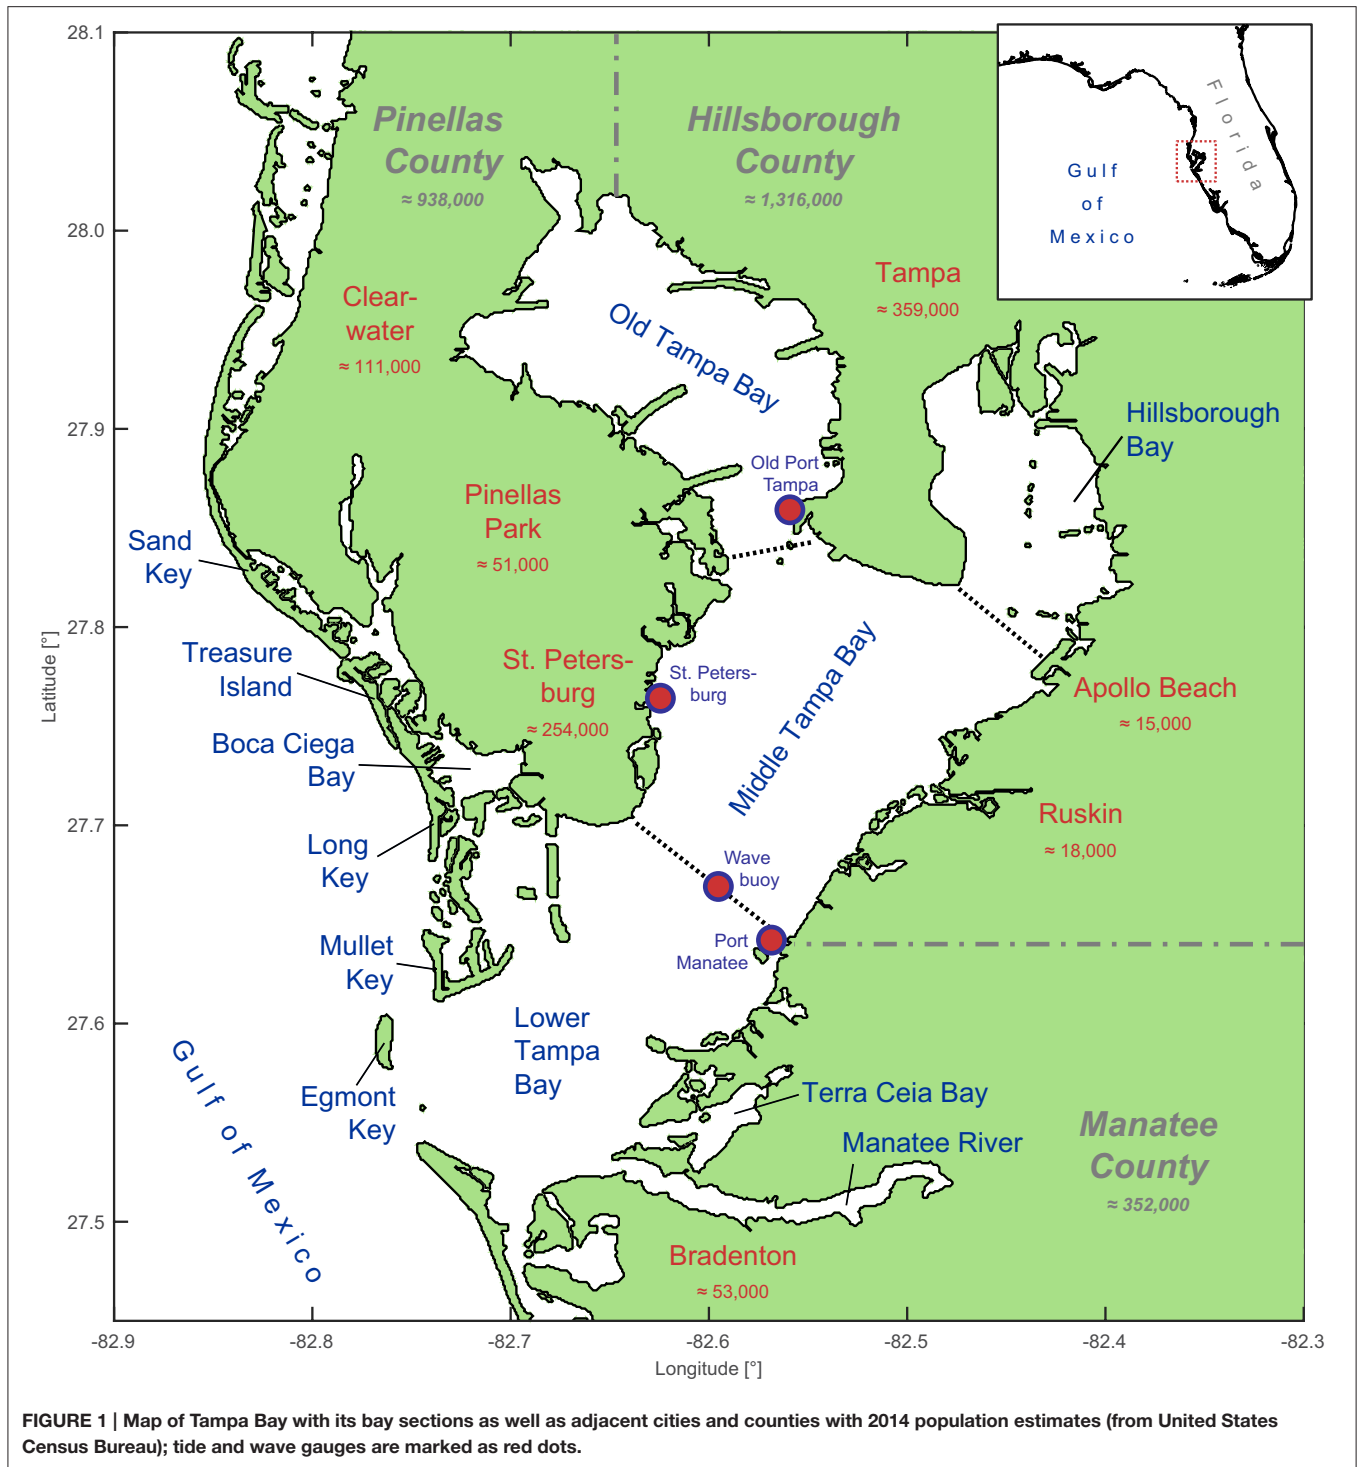 28.1
28.0
27.9
27.8
27.7
27.6
27.5
Latitude [°]
-82.9
-82.8
-82.7
-82.6
-82.5
-82.4
-82.3
Longitude [°]
Pinellas
County
≈ 938,000
Hillsborough
County
≈ 1,316,000
Florida
Gulf
of
Mexico
Clear-
water
≈ 111,000
Old Tampa Bay
Tampa
≈ 359,000
Hillsborough
Bay
Old Port
Tampa
Pinellas
Park
≈ 51,000
Sand
Key
Treasure
Island
St. Peters-
burg
≈ 254,000
St. Peters-
burg
Middle Tampa Bay
Apollo Beach
≈ 15,000
Boca Ciega
Bay
Ruskin
≈ 18,000
Long
Key
Wave
buoy
Port
Manatee
Mullet
Key
Lower
Tampa
Bay
Egmont
Key
Gulf of Mexico
Terra Ceia Bay
Manatee River
Manatee
County
≈ 352,000
Bradenton
≈ 53,000
FIGURE 1 | Map of Tampa Bay with its bay sections as well as adjacent cities and counties with 2014 population estimates (from United States
Census Bureau); tide and wave gauges are marked as red dots.